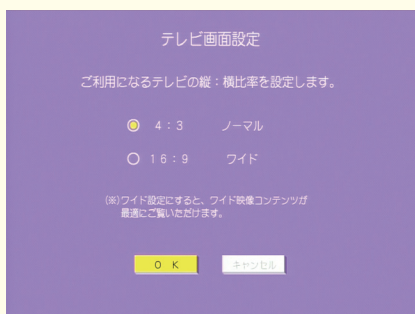 テレビ画面設定
ご利用になるテレビの縦：横比率を設定します。
4：3 ノーマル
16：9 ワイド
(※)ワイド設定にすると、ワイド映像コンテンツが
最適にご覧いただけます。
OK キャンセル